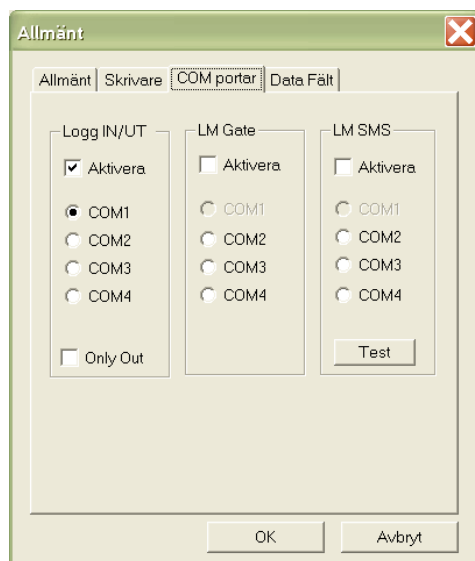 Allmänt
Allmänt Skrivare COM portar Data Fält
Logg IN/UT
Aktivera
COM1
COM2
COM3
COM4
Only Out
LM Gate
Aktivera
COM1
COM2
COM3
COM4
LM SMS
Aktivera
COM1
COM2
COM3
COM4
Test
OK Avbryt